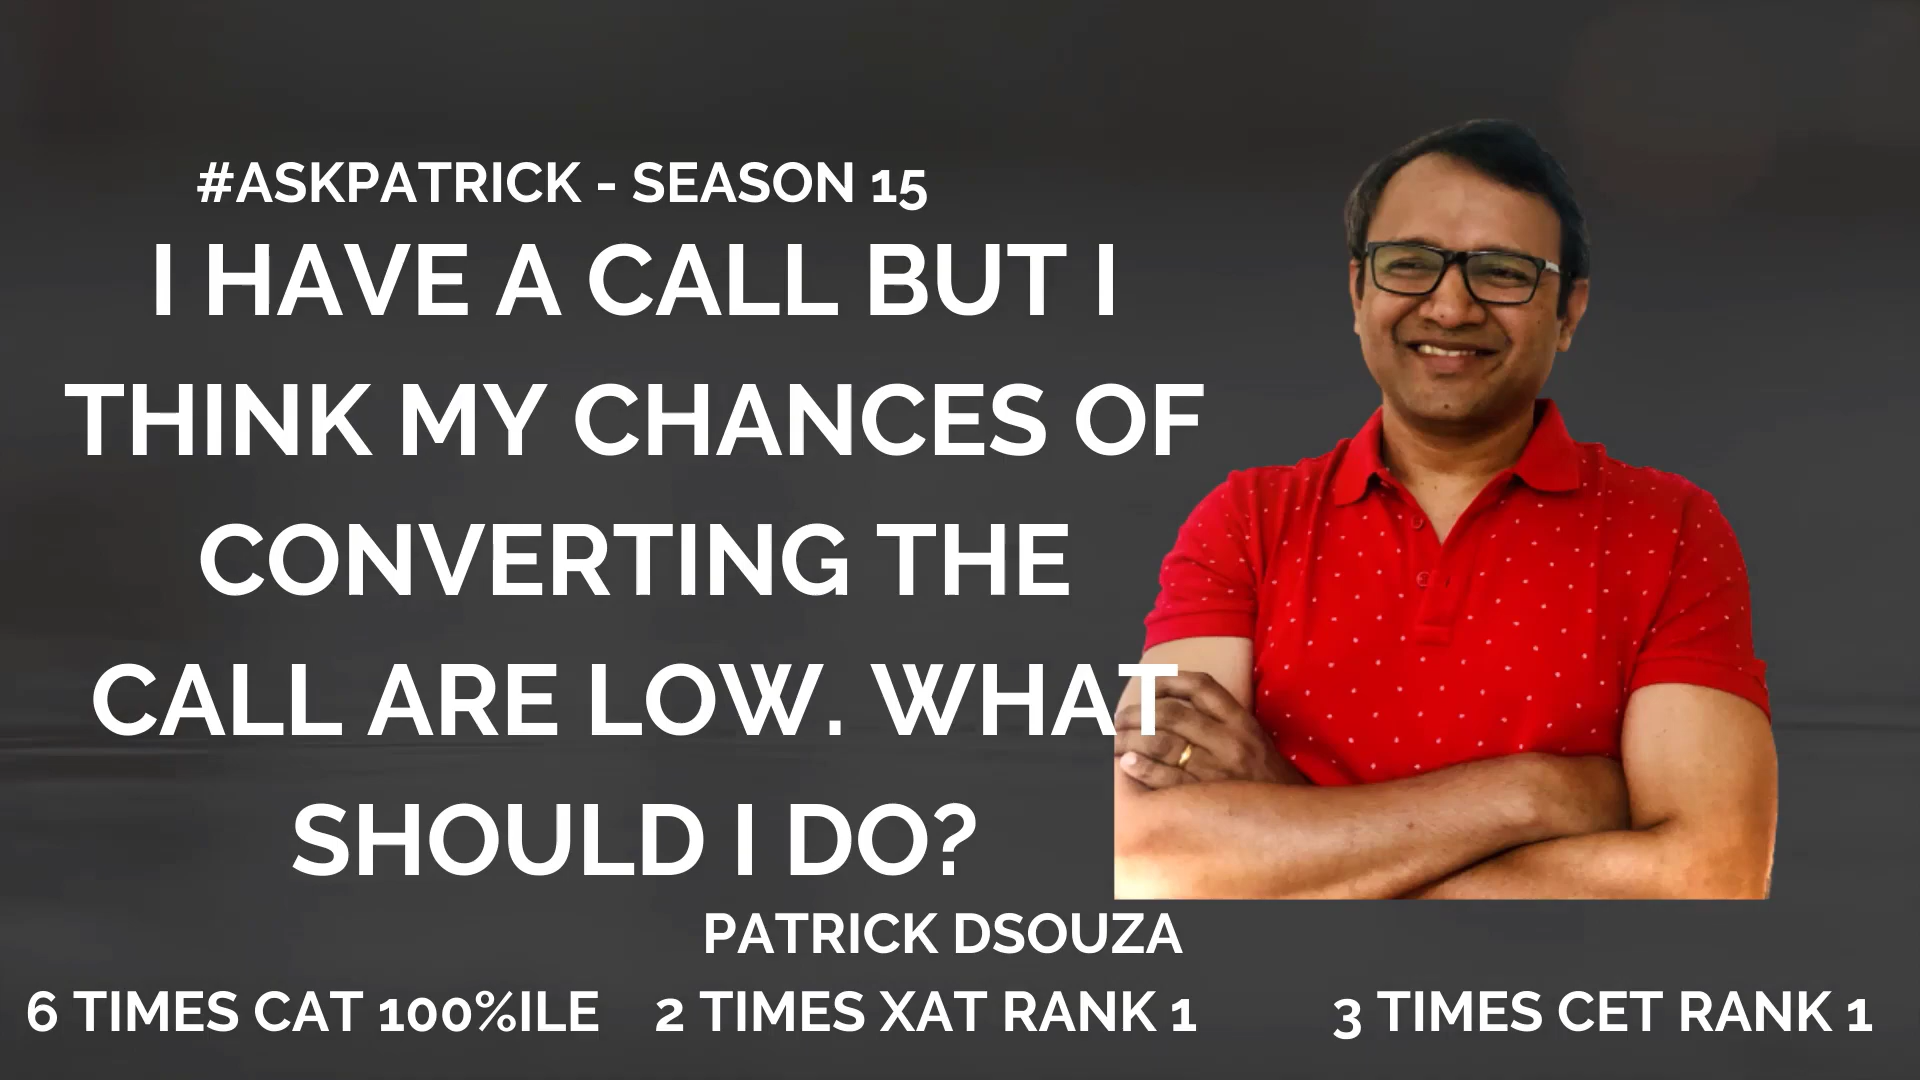 #ASKPATRICK - SEASON 15
I HAVE A CALL BUT I
THINK MY CHANCES OF
CONVERTING THE
CALL ARE LOW. WHAT
SHOULD I DO?
PATRICK DSOUZA
6 TIMES CAT 100%ILE 2 TIMES XAT RANK 1 3 TIMES CET RANK 1